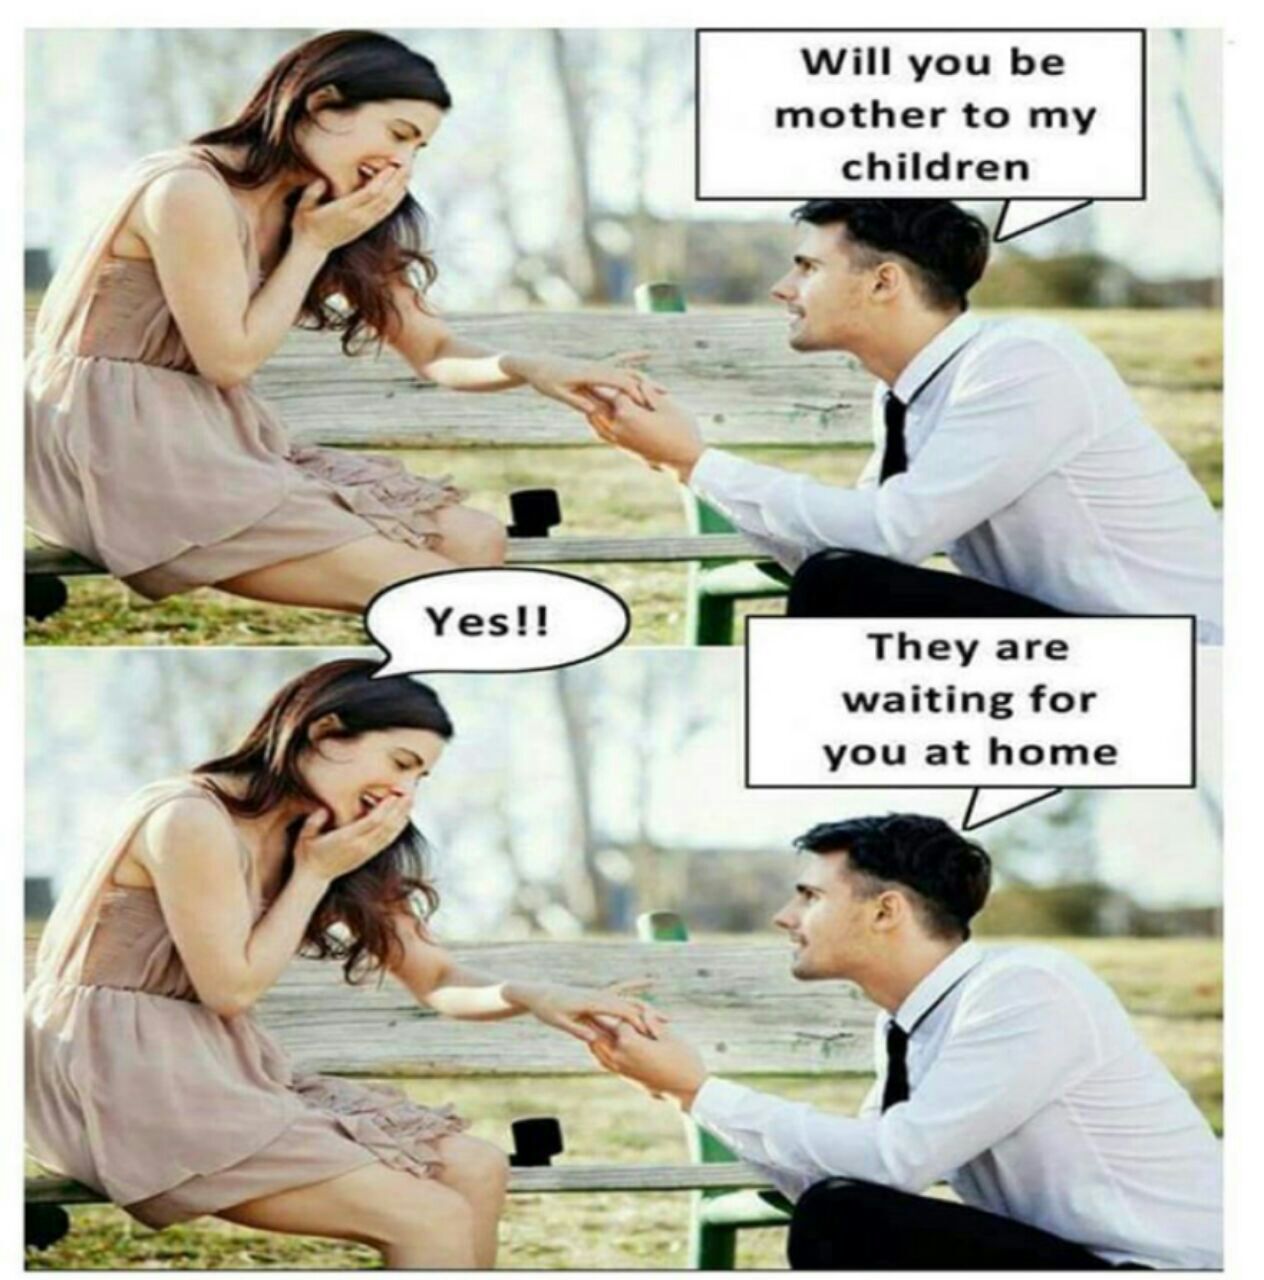 Will you be
mother to my
children
Yes!!
They are
waiting for
you at home